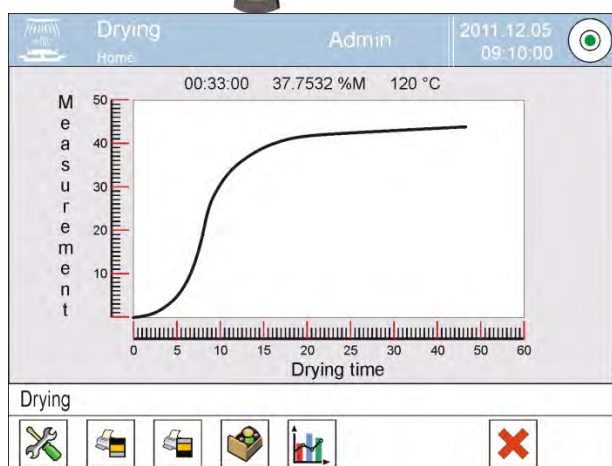 Drying Admin 2011.12.05
Home 09:10:00
00:33:00 37.7532 %M 120 °C
Measurement
50
40
30
20
10
0 5 10 15 20 25 30 35 40 50 60
Drying time
Drying